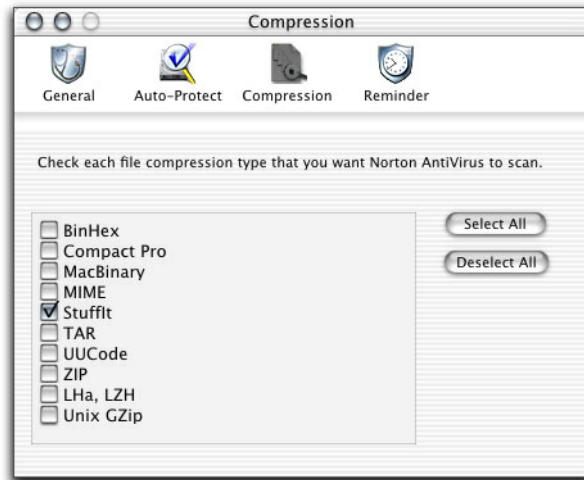 Compression
General Auto-Protect Compression Reminder
Check each file compression type that you want Norton AntiVirus to scan.
BinHex
Compact Pro
MacBinary
MIME
StuffIt
TAR
UUCode
ZIP
LHa, LZH
Unix GZip
Select All
Deselect All